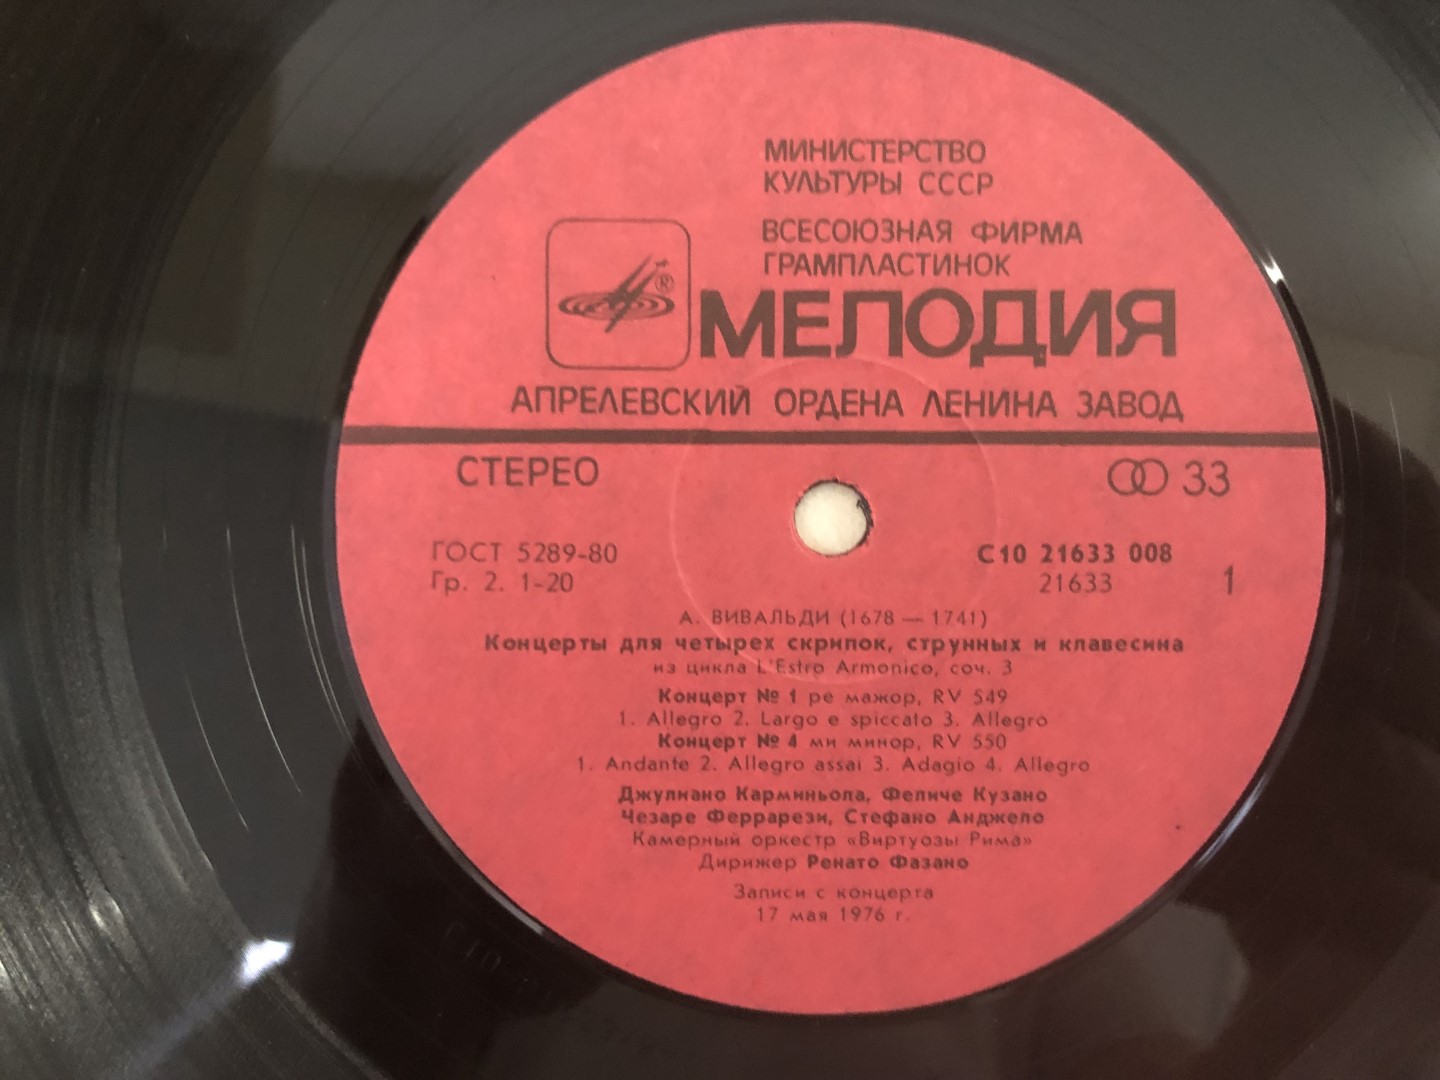 МИНИСТЕРСТВО
КУЛЬТУРЫ СССР
ВСЕСОЮЗНАЯ ФИРМА
ГРАМПЛАСТИНОК
®
МЕЛОДИЯ
АПРЕЛЕВСКИЙ ОРДЕНА ЛЕНИНА ЗАВОД
СТЕРЕО 33
ГОСТ 5289-80 С10 21633 008
Гр. 2. 1-20 21633 1
А. ВИВАЛЬДИ (1678 — 1741)
Концерты для четырех скрипок, струнных и клавесина
из цикла L'Estro Armonico, соч. 3
Концерт № 1 ре мажор, RV 549
1. Allegro 2. Largo e spiccato 3. Allegro
Концерт № 4 ми минор, RV 550
1. Andante 2. Allegro assai 3. Adagio 4. Allegro
Джулиано Карминьола, Феличе Кузано
Чезаре Феррарези, Стефано Анджело
Камерный оркестр «Виртуозы Рима»
Дирижер Ренато Фазано
Записи с концерта
17 мая 1976 г.